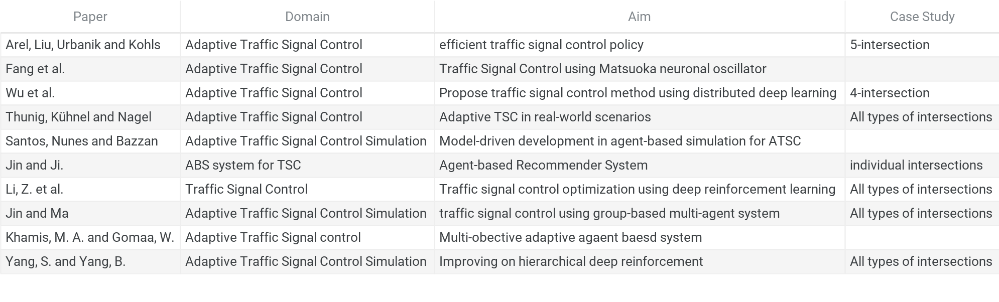 Paper Domain Aim Case Study
Arel, Liu, Urbanik and Kohls Adaptive Traffic Signal Control efficient traffic signal control policy 5-intersection
Fang et al. Adaptive Traffic Signal Control Traffic Signal Control using Matsuoka neuronal oscillator
Wu et al. Adaptive Traffic Signal Control Propose traffic signal control method using distributed deep learning 4-intersection
Thunig, Kühnel and Nagel Adaptive Traffic Signal Control Adaptive TSC in real-world scenarios All types of intersections
Santos, Nunes and Bazzan Adaptive Traffic Signal Control Simulation Model-driven development in agent-based simulation for ATSC
Jin and Ji. ABS system for TSC Agent-based Recommender System individual intersections
Li, Z. et al. Traffic Signal Control Traffic signal control optimization using deep reinforcement learning All types of intersections
Jin and Ma Adaptive Traffic Signal Control Simulation traffic signal control using group-based multi-agent system All types of intersections
Khamis, M. A. and Gomaa, W. Adaptive Traffic Signal control Multi-obective adaptive agaent baesd system
Yang, S. and Yang, B. Adaptive Traffic Signal Control Simulation Improving on hierarchical deep reinforcement All types of intersections